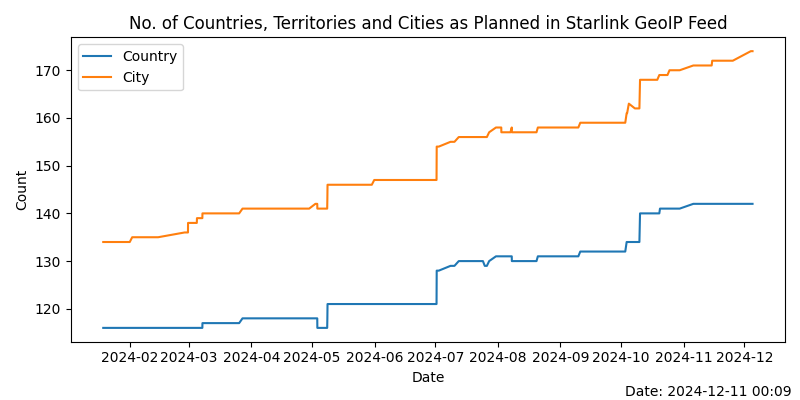 No. of Countries, Territories and Cities as Planned in Starlink GeoIP Feed
Country
City
170
160
150
140
130
120
Count
2024-02 2024-03 2024-04 2024-05 2024-06 2024-07 2024-08 2024-09 2024-10 2024-11 2024-12
Date
Date: 2024-12-11 00:09